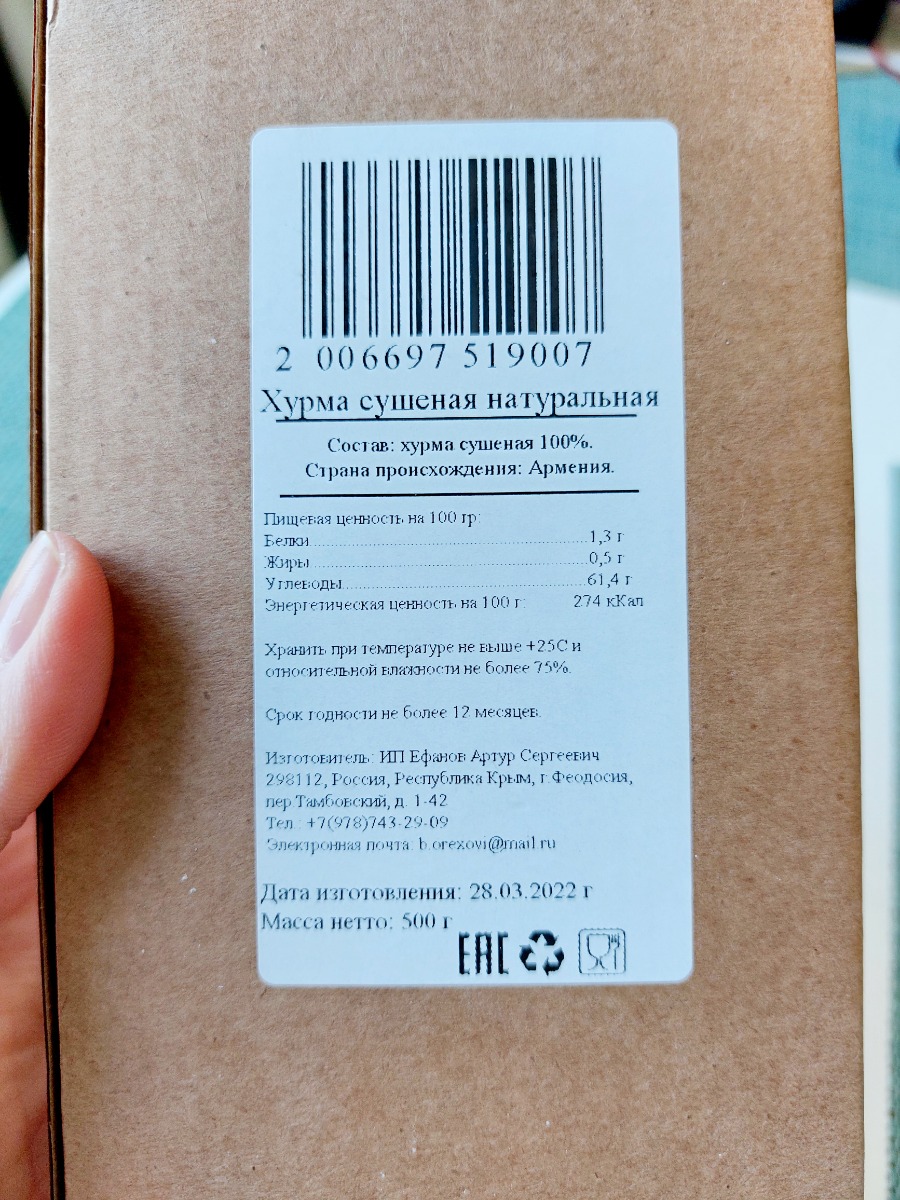 2 006697 519007
Хурма сушеная натуральная
Состав: хурма сушеная 100%.
Страна происхождения: Армения.
Пищевая ценность на 100 гр:
Белки.....1,3 г
Жиры.....0,5 г
Углеводы.....61,4 г
Энергетическая ценность на 100 г: 274 кКал
Хранить при температуре не выше +25С и
относительной влажности не более 75%.
Срок годности не более 12 месяцев.
Изготовитель: ИП Ефанов Артур Сергеевич
298112, Россия, Республика Крым, г.Феодосия,
пер.Тамбовский, д. 1-42
Тел.: +7(978)743-29-09
Электронная почта: b.orexovi@mail.ru
Дата изготовления: 28.03.2022 г
Масса нетто: 500 г
EAC